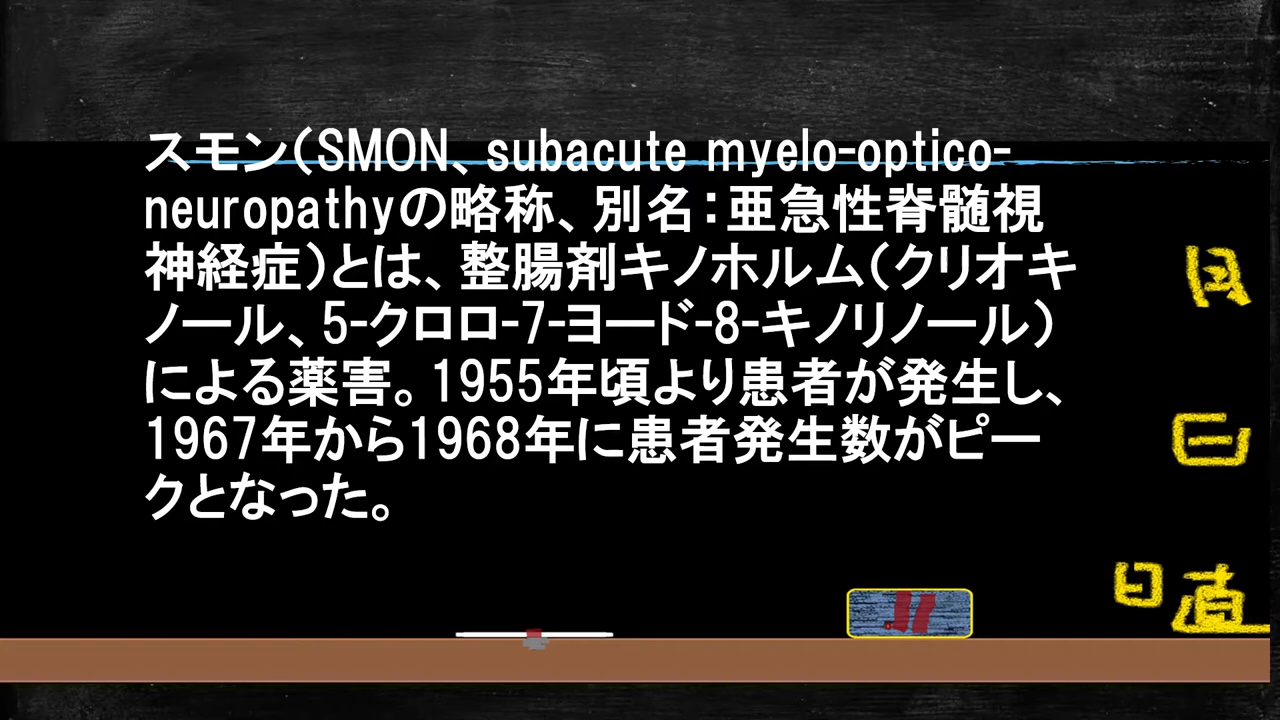 スモン(SMON、subacute myelo-optico-
neuropathyの略称、別名：亜急性脊髄視
神経症)とは、整腸剤キノホルム(クリオキ
ノール、5-クロロ-7-ヨード-8-キノリノール)
による薬害。1955年頃より患者が発生し、
1967年から1968年に患者発生数がピー
クとなった。
月
日
日直